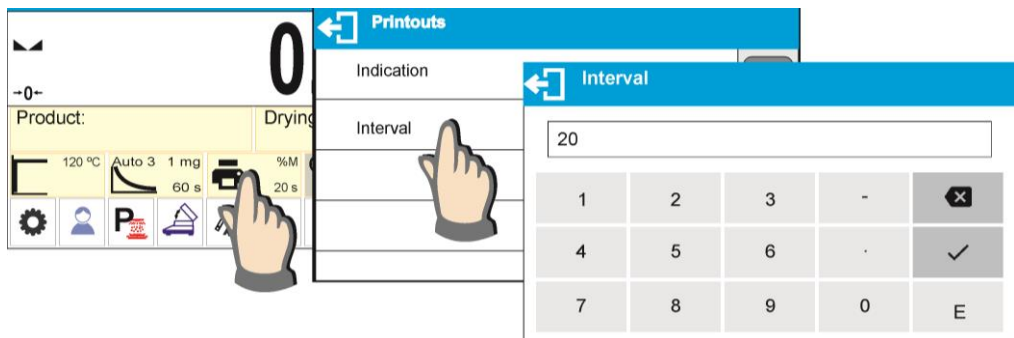 0
→0←
Product:
Drying
120 °C
Auto 3 1 mg
60 s
%M
20 s
P
Printouts
Indication
Interval
Interval
20
1 2 3 -
4 5 6 .
7 8 9 0 E